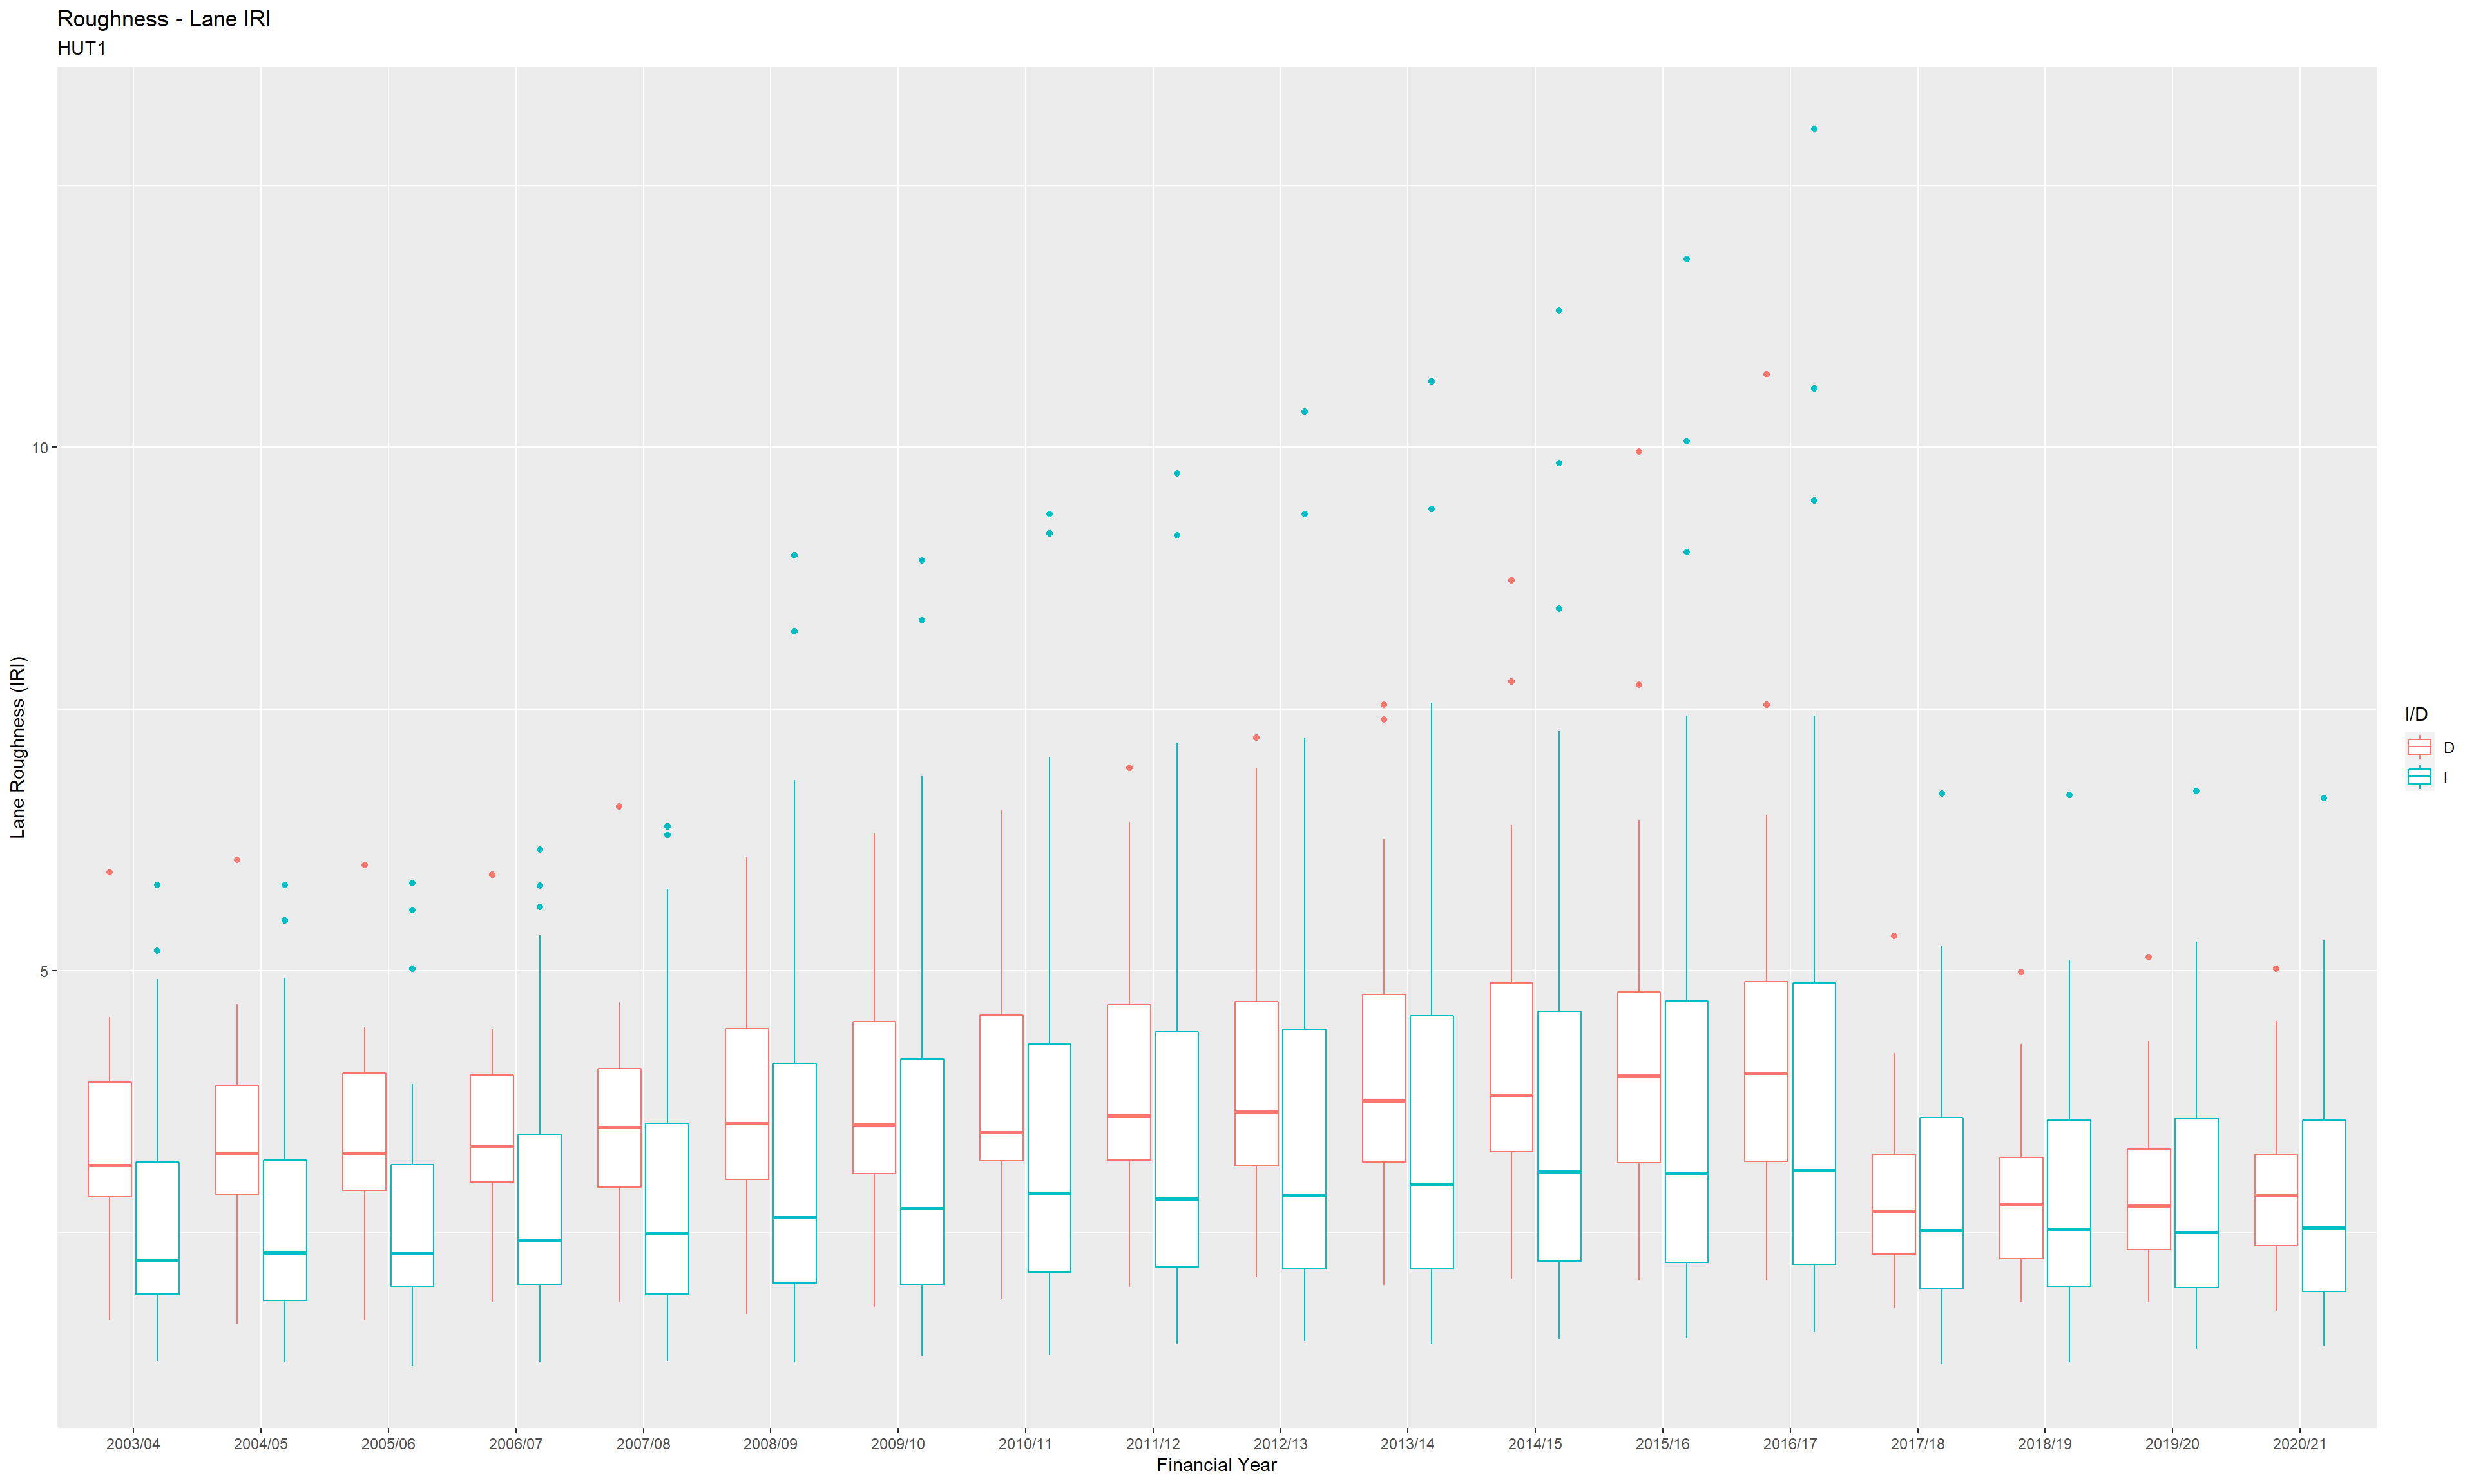 Roughness - Lane IRI
HUT1
Lane Roughness (IRI)
10
5
2003/04 2004/05 2005/06 2006/07 2007/08 2008/09 2009/10 2010/11 2011/12 2012/13 2013/14 2014/15 2015/16 2016/17 2017/18 2018/19 2019/20 2020/21
Financial Year
I/D
D
I